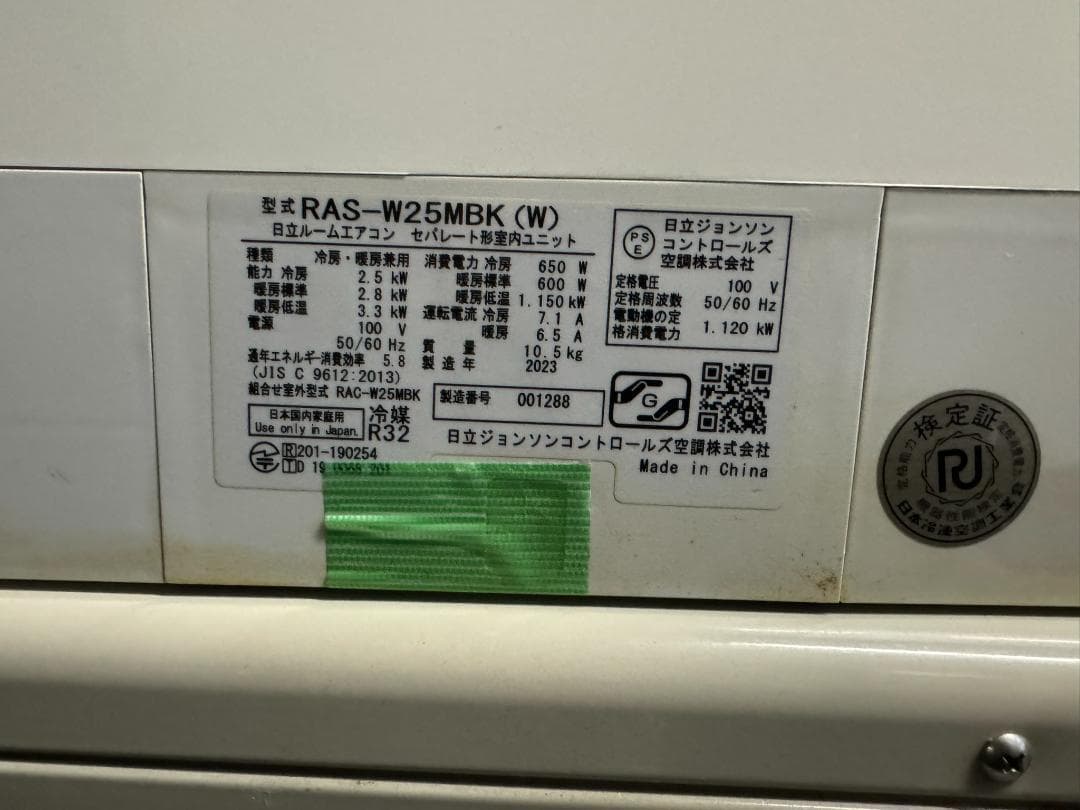 型式 RAS-W25MBK (W)
日立ルームエアコン セパレート形室内ユニット
種類 冷房・暖房兼用
能力 冷房 2.5 kW
暖房標準 2.8 kW
暖房低温 3.3 kW
電源 100 V
50/60 Hz
通年エネルギー消費効率 5.8
(JIS C 9612:2013)
組合せ室外型式 RAC-W25MBK
消費電力 冷房 650 W
暖房標準 600 W
暖房低温 1.150 kW
運転電流 冷房 7.1 A
暖房 6.5 A
質量 10.5 kg
製造年 2023
PSE
日立ジョンソン
コントロールズ
空調株式会社
定格電圧 100 V
定格周波数 50/60 Hz
電動機の定
格消費電力 1.120 kW
日本国内家庭用
Use only in Japan.
冷媒
R32
製造番号 001288
G
R 201-190254
T D 19
日立ジョンソンコントロールズ空調株式会社
Made in China
検定証